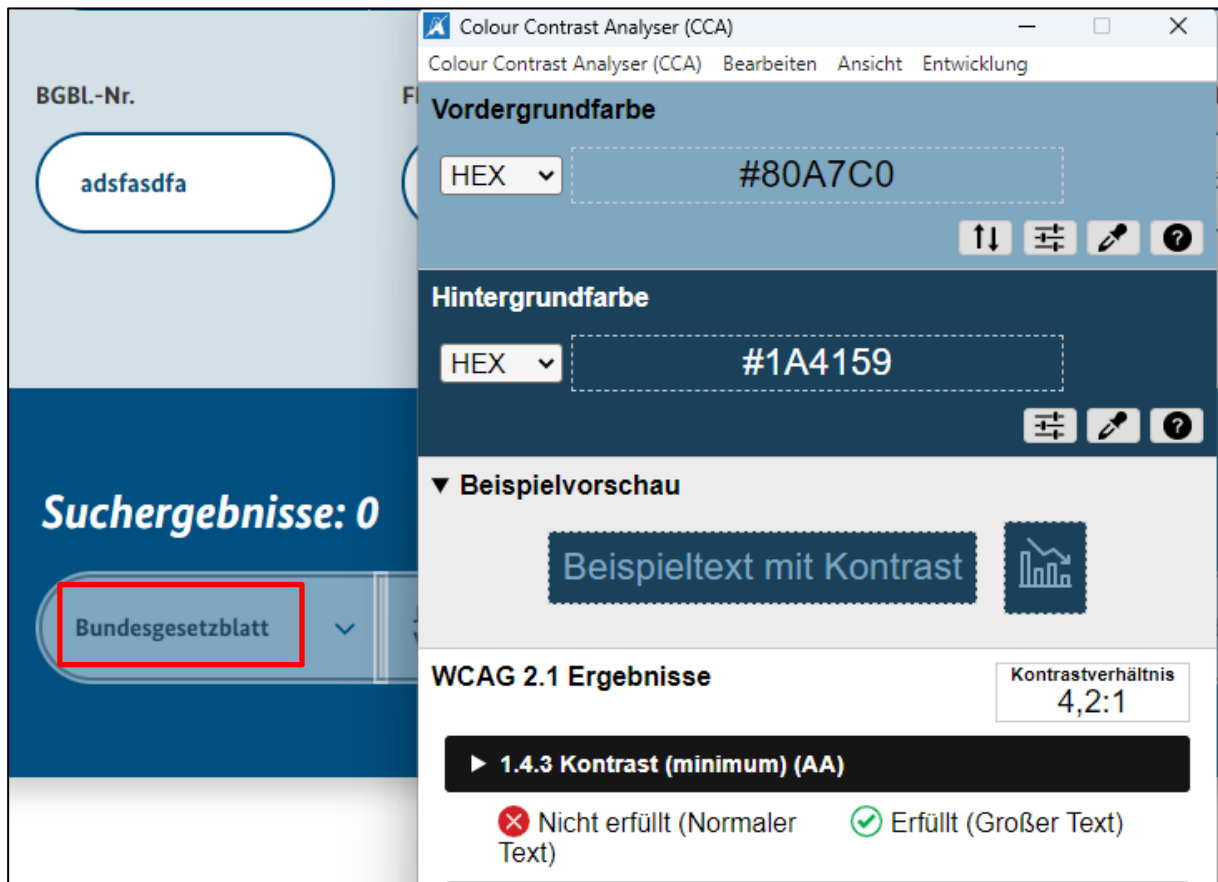 Colour Contrast Analyser (CCA)
Colour Contrast Analyser (CCA) Bearbeiten Ansicht Entwicklung
BGBl.-Nr.
adsfasdfa
Vordergrundfarbe
HEX #80A7C0
Hintergrundfarbe
HEX #1A4159
Beispielvorschau
Beispieltext mit Kontrast
Suchergebnisse: 0
Bundesgesetzblatt
WCAG 2.1 Ergebnisse
Kontrastverhältnis
4,2:1
1.4.3 Kontrast (minimum) (AA)
Nicht erfüllt (Normaler
Text)
Erfüllt (Großer Text)